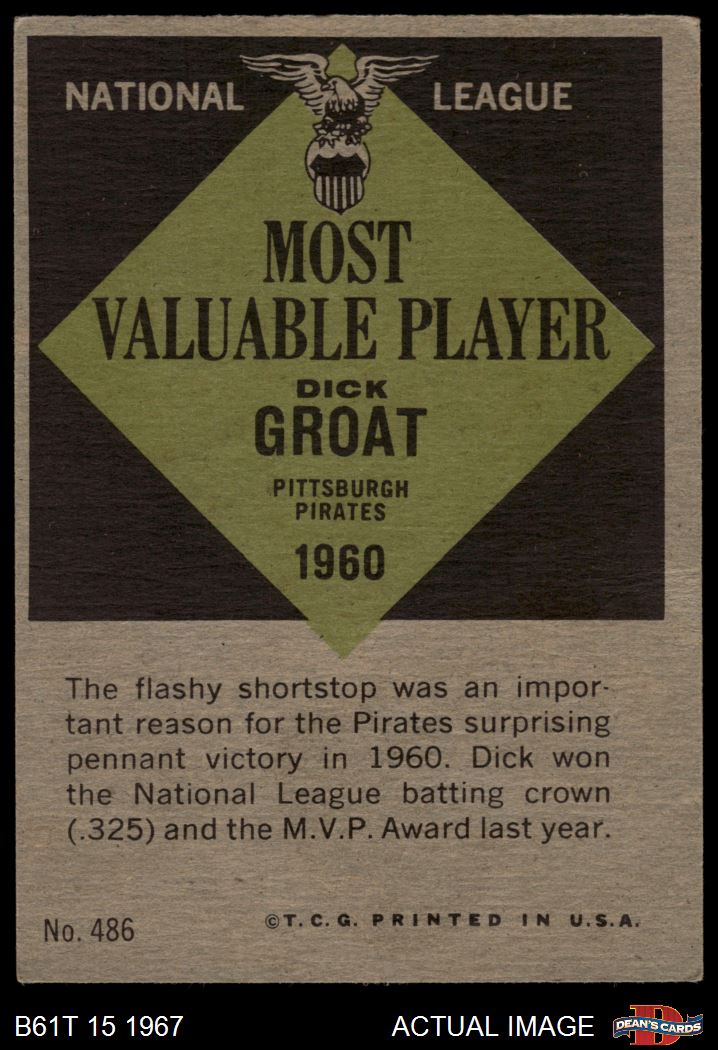 NATIONAL LEAGUE
MOST
VALUABLE PLAYER
DICK
GROAT
PITTSBURGH
PIRATES
1960
The flashy shortstop was an impor-
tant reason for the Pirates surprising
pennant victory in 1960. Dick won
the National League batting crown
(.325) and the M.V.P. Award last year.
No. 486 ©T.C.G. PRINTED IN U.S.A.
B61T 15 1967 ACTUAL IMAGE DEAN'S CARDS